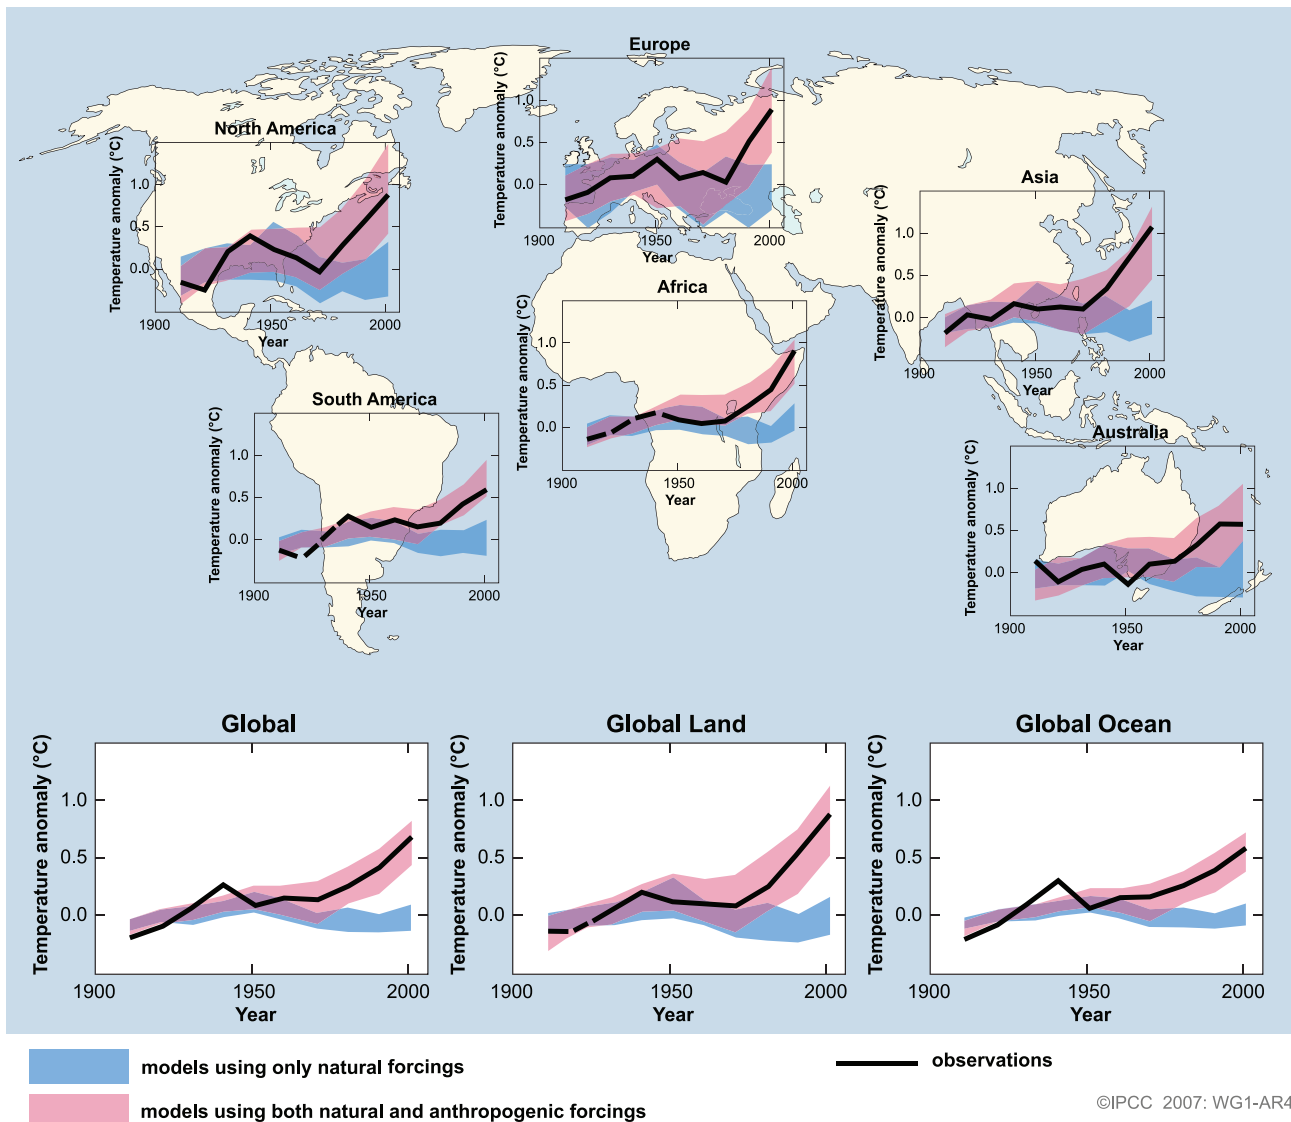 Europe
Temperature anomaly (°C)
1.0
0.5
0.0
1900
1950
2000
Year
North America
Temperature anomaly (°C)
1.0
0.5
0.0
1900
1950
2000
Year
Asia
Temperature anomaly (°C)
1.0
0.5
0.0
1900
1950
2000
Year
Africa
Temperature anomaly (°C)
1.0
0.5
0.0
1900
1950
2000
Year
South America
Temperature anomaly (°C)
1.0
0.5
0.0
1900
1950
2000
Year
Australia
Temperature anomaly (°C)
1.0
0.5
0.0
1900
1950
2000
Year
Global
Temperature anomaly (°C)
1.0
0.5
0.0
1900
1950
2000
Year
Global Land
Temperature anomaly (°C)
1.0
0.5
0.0
1900
1950
2000
Year
Global Ocean
Temperature anomaly (°C)
1.0
0.5
0.0
1900
1950
2000
Year
models using only natural forcings
observations
models using both natural and anthropogenic forcings
©IPCC 2007: WG1-AR4